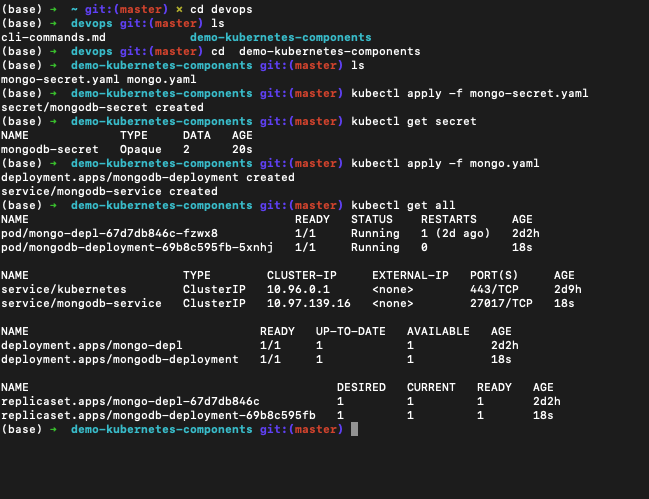 (base) ➜ ~ git:(master) ✗ cd devops
(base) ➜ devops git:(master) ls
cli-commands.md demo-kubernetes-components
(base) ➜ devops git:(master) cd demo-kubernetes-components
(base) ➜ demo-kubernetes-components git:(master) ls
mongo-secret.yaml mongo.yaml
(base) ➜ demo-kubernetes-components git:(master) kubectl apply -f mongo-secret.yaml
secret/mongodb-secret created
(base) ➜ demo-kubernetes-components git:(master) kubectl get secret
NAME TYPE DATA AGE
mongodb-secret Opaque 2 20s
(base) ➜ demo-kubernetes-components git:(master) kubectl apply -f mongo.yaml
deployment.apps/mongodb-deployment created
service/mongodb-service created
(base) ➜ demo-kubernetes-components git:(master) kubectl get all
NAME READY STATUS RESTARTS AGE
pod/mongo-depl-67d7db846c-fzwx8 1/1 Running 1 (2d ago) 2d2h
pod/mongodb-deployment-69b8c595fb-5xnhj 1/1 Running 0 18s
NAME TYPE CLUSTER-IP EXTERNAL-IP PORT(S) AGE
service/kubernetes ClusterIP 10.96.0.1 <none> 443/TCP 2d9h
service/mongodb-service ClusterIP 10.97.139.16 <none> 27017/TCP 18s
NAME READY UP-TO-DATE AVAILABLE AGE
deployment.apps/mongo-depl 1/1 1 1 2d2h
deployment.apps/mongodb-deployment 1/1 1 1 18s
NAME DESIRED CURRENT READY AGE
replicaset.apps/mongo-depl-67d7db846c 1 1 1 2d2h
replicaset.apps/mongodb-deployment-69b8c595fb 1 1 1 18s
(base) ➜ demo-kubernetes-components git:(master)